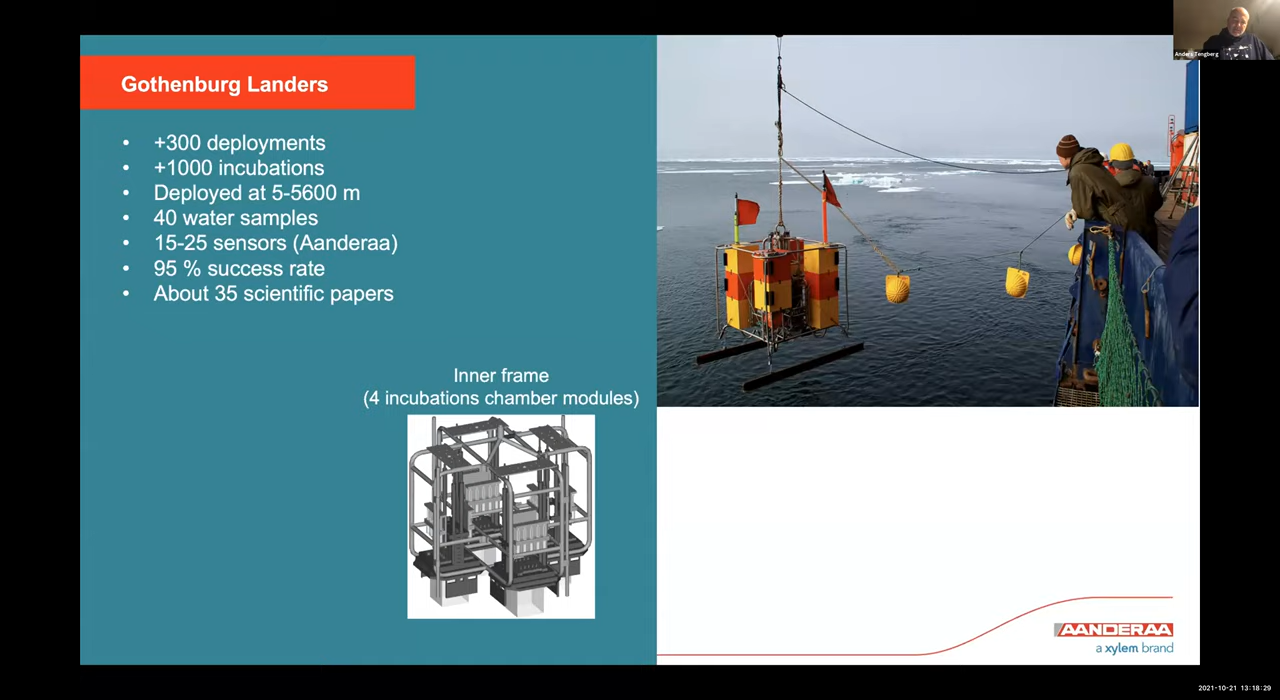 Gothenburg Landers
• +300 deployments
• +1000 incubations
• Deployed at 5-5600 m
• 40 water samples
• 15-25 sensors (Aanderaa)
• 95 % success rate
• About 35 scientific papers
Inner frame
(4 incubations chamber modules)
Anders Tengberg
AANDERAA
a xylem brand
2021-10-21 13:18:29